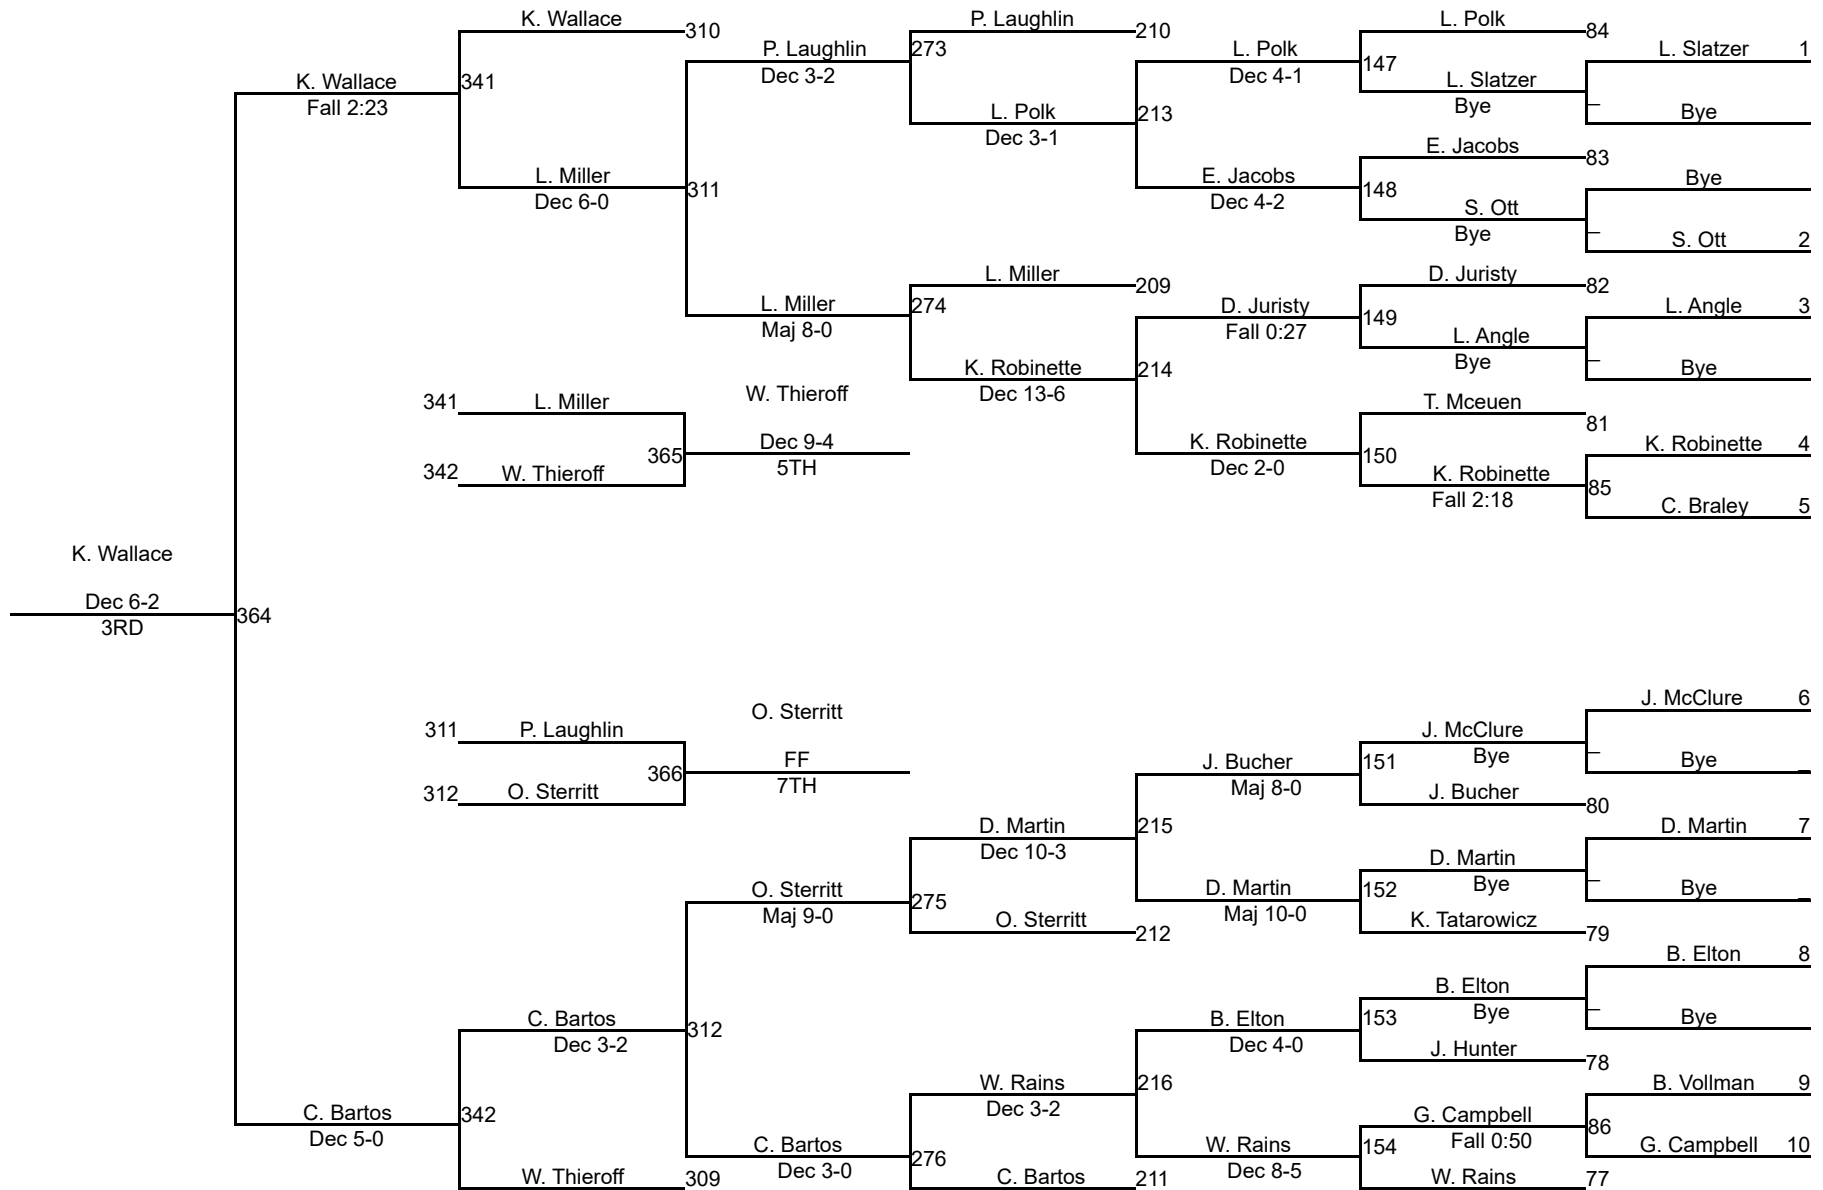 K. Wallace
310
P. Laughlin
210
L. Polk
84
L. Slatzer 1
K. Wallace
Fall 2:23
341
P. Laughlin
Dec 3-2
273
L. Polk
Dec 4-1
147
L. Slatzer
Bye
Bye
L. Polk
Dec 3-1
213
E. Jacobs
83
L. Miller
Dec 6-0
311
E. Jacobs
Dec 4-2
148
S. Ott
Bye
Bye
S. Ott 2
L. Miller
Maj 8-0
274
L. Miller
209
D. Juristy
Fall 0:27
149
D. Juristy
82
L. Angle
Bye
L. Angle 3
Bye
K. Robinette
Dec 13-6
214
341
L. Miller
342
W. Thieroff
365
W. Thieroff
Dec 9-4
5TH
K. Robinette
Dec 2-0
150
T. Mceuen
81
K. Robinette
Fall 2:18
85
K. Robinette 4
C. Braley 5
K. Wallace
Dec 6-2
3RD
364
311
P. Laughlin
312
O. Sterritt
366
O. Sterritt
FF
7TH
J. Bucher
Maj 8-0
151
J. McClure
Bye
J. McClure 6
Bye
J. Bucher
80
D. Martin
Dec 10-3
215
D. Martin
Maj 10-0
152
D. Martin
Bye
D. Martin 7
Bye
K. Tatarowicz
79
O. Sterritt
Maj 9-0
275
O. Sterritt
212
C. Bartos
Dec 3-2
312
B. Elton
Dec 4-0
153
B. Elton
Bye
B. Elton 8
Bye
J. Hunter
78
C. Bartos
Dec 5-0
342
W. Thieroff
309
C. Bartos
Dec 3-0
276
W. Rains
Dec 3-2
216
C. Bartos
211
W. Rains
Dec 8-5
154
G. Campbell
Fall 0:50
86
B. Vollman 9
G. Campbell 10
W. Rains
77